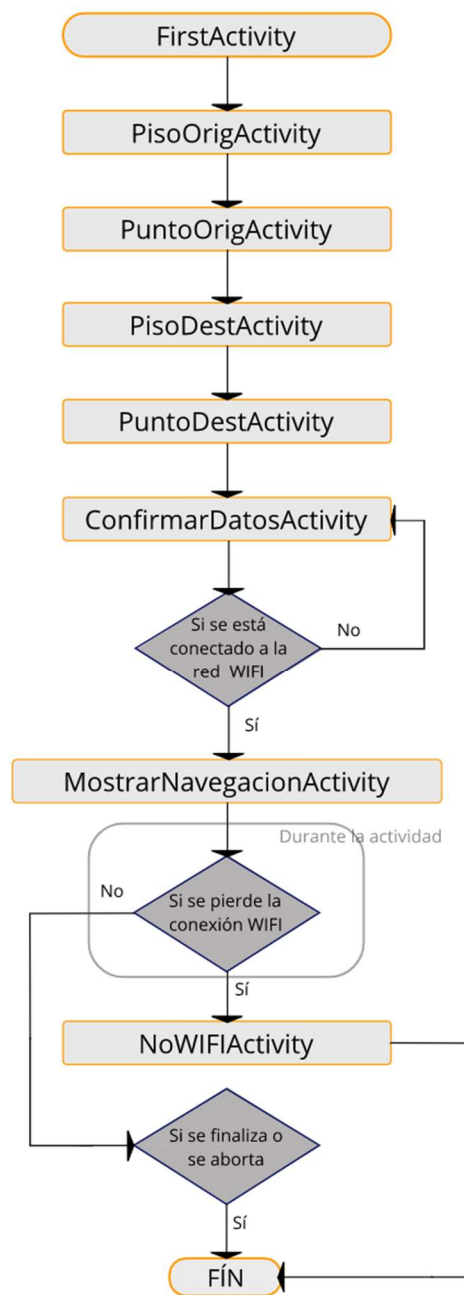 FirstActivity
PisoOrigActivity
PuntoOrigActivity
PisoDestActivity
PuntoDestActivity
ConfirmarDatosActivity
Si se está
conectado a la
red WIFI
No
Sí
MostrarNavegacionActivity
Durante la actividad
No
Si se pierde la
conexión WIFI
Sí
NoWIFIActivity
Si se finaliza o
se aborta
Sí
FÍN